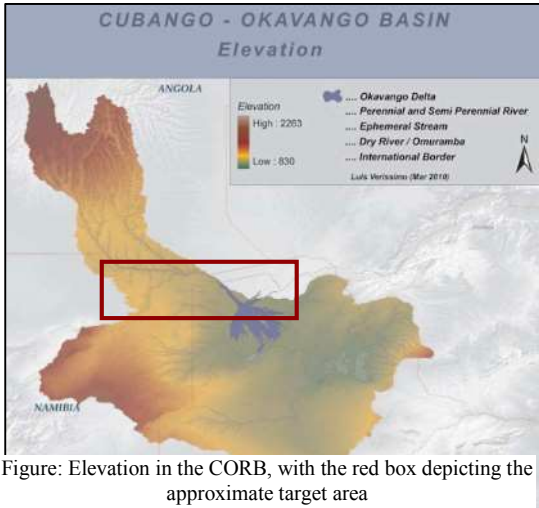 CUBANGO - OKAVANGO BASIN
Elevation
ANGOLA
Elevation
High : 2263
Low : 830
.... Okavango Delta
.... Perennial and Semi Perennial River
.... Ephemeral Stream
.... Dry River / Omuramba
.... International Border
Luis Verissimo (Mar 2010)
N
NAMIBIA
Figure: Elevation in the CORB, with the red box depicting the
approximate target area